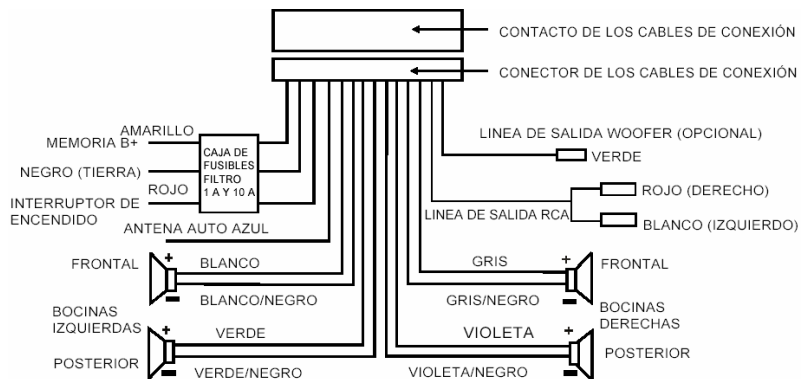 CONTACTO DE LOS CABLES DE CONEXIÓN
CONECTOR DE LOS CABLES DE CONEXIÓN
AMARILLO
MEMORIA B+
NEGRO (TIERRA)
ROJO
INTERRUPTOR DE
ENCENDIDO
CAJA DE
FUSIBLES
FILTRO
1 A Y 10 A
ANTENA AUTO AZUL
LINEA DE SALIDA WOOFER (OPCIONAL)
VERDE
ROJO (DERECHO)
LINEA DE SALIDA RCA
BLANCO (IZQUIERDO)
FRONTAL
+
BLANCO
BLANCO/NEGRO
-
BOCINAS
IZQUIERDAS
+
VERDE
POSTERIOR
VERDE/NEGRO
-
GRIS
+
FRONTAL
GRIS/NEGRO
-
BOCINAS
DERECHAS
VIOLETA
+
POSTERIOR
VIOLETA/NEGRO
-